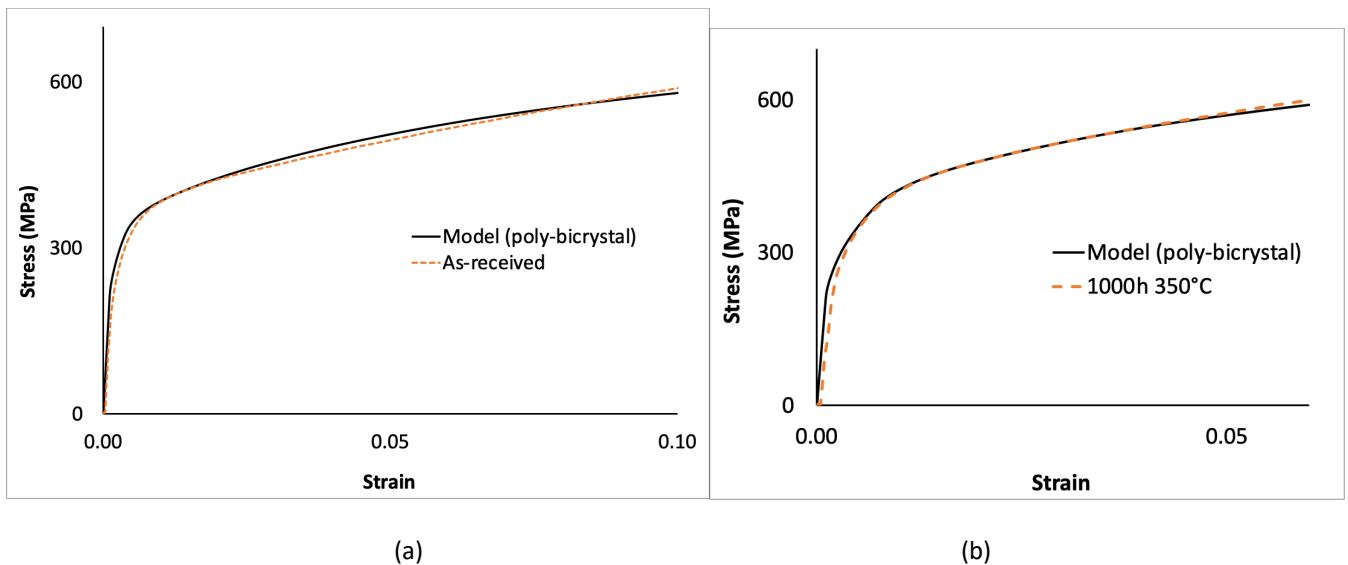 600
300
0
0.00
0.05
0.10
Stress (MPa)
Strain
Model (poly-bicrystal)
As-received
(a)
600
300
0
0.00
0.05
Stress (MPa)
Strain
Model (poly-bicrystal)
1000h 350°C
(b)